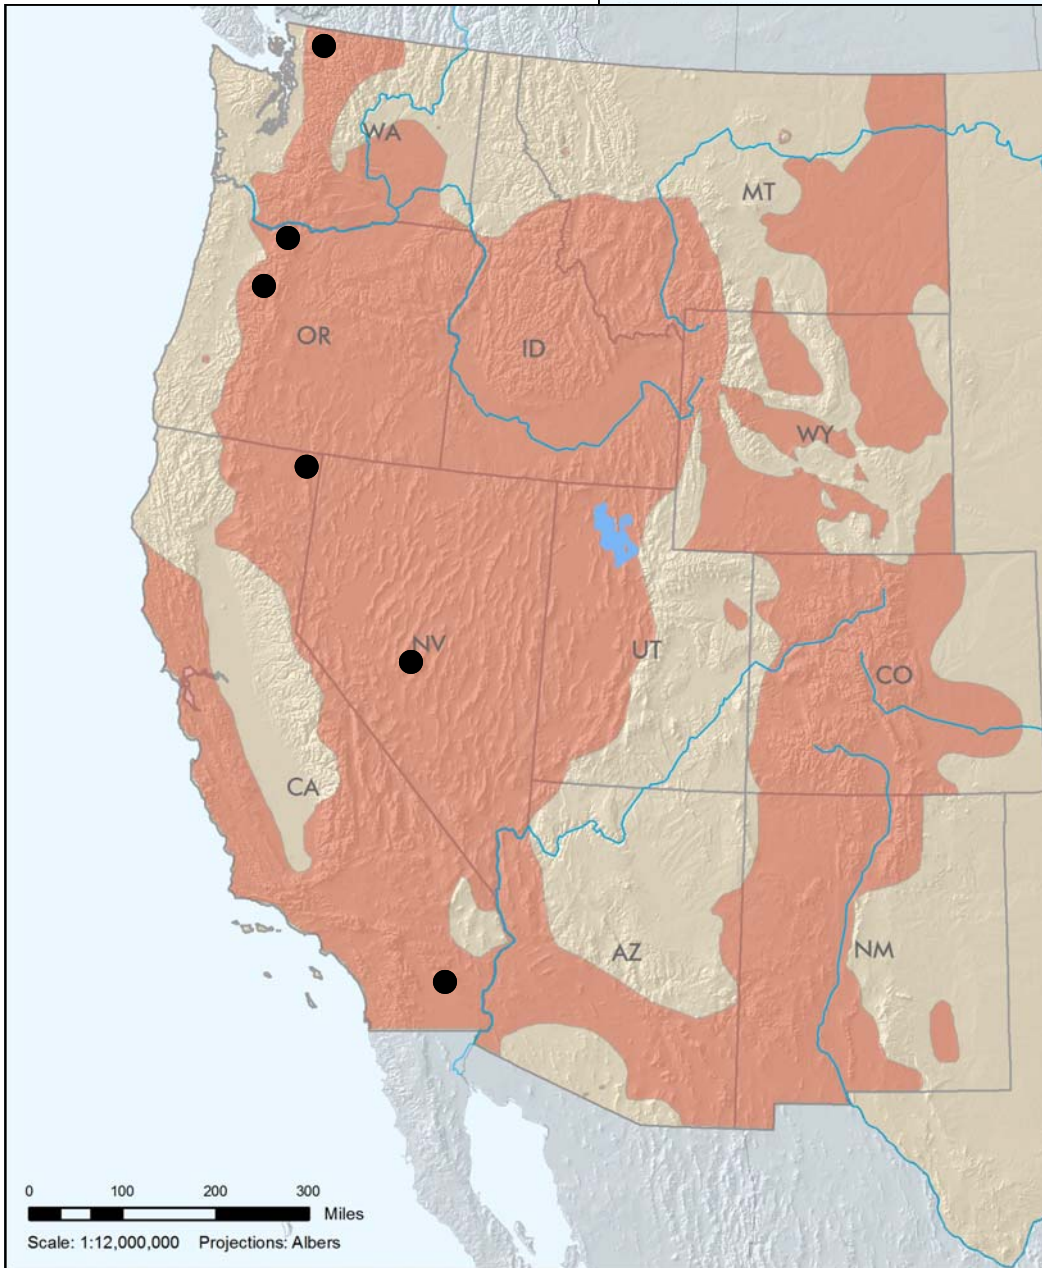 WA
MT
OR
ID
WY
NV
UT
CO
CA
AZ
NM
0 100 200 300
Miles
Scale: 1:12,000,000 Projections: Albers